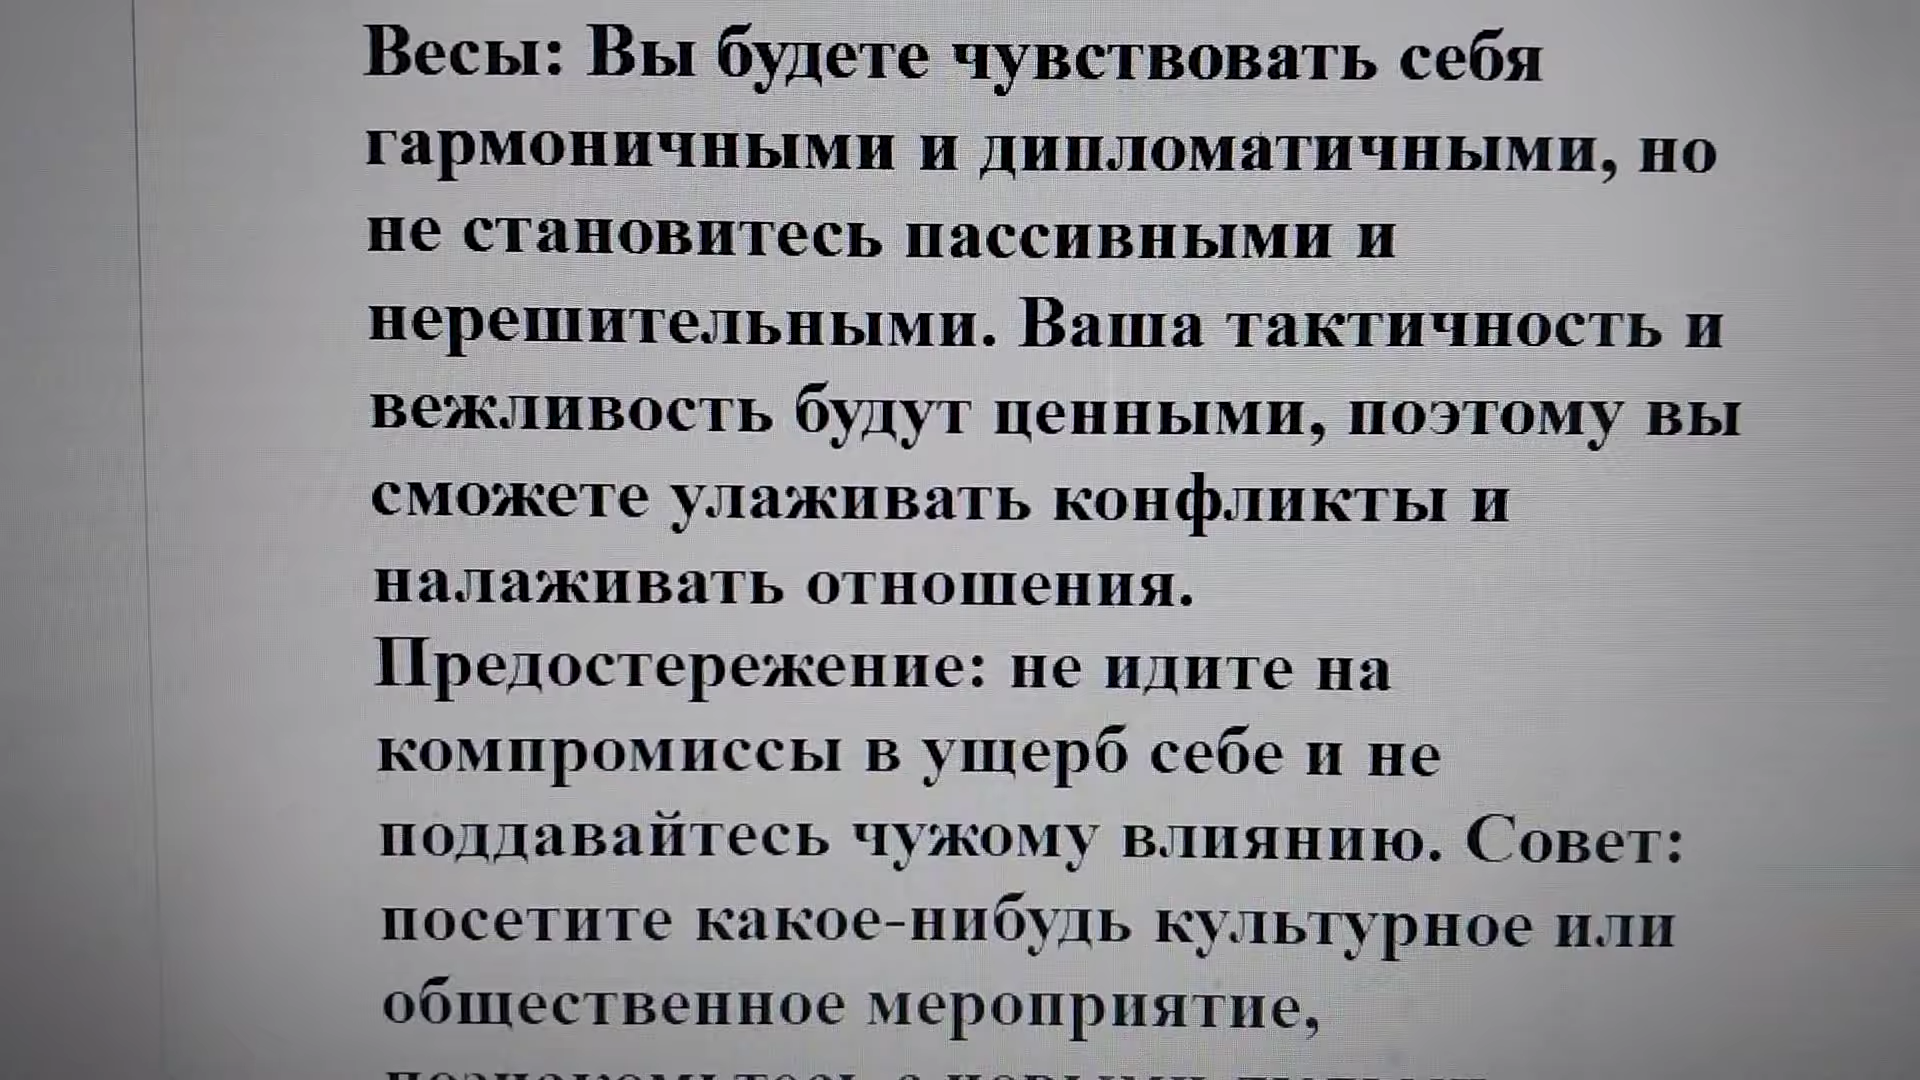 Весы: Вы будете чувствовать себя
гармоничными и дипломатичными, но
не становитесь пассивными и
нерешительными. Ваша тактичность и
вежливость будут ценными, поэтому вы
сможете улаживать конфликты и
налаживать отношения.
Предостережение: не идите на
компромиссы в ущерб себе и не
поддавайтесь чужому влиянию. Совет:
посетите какое-нибудь культурное или
общественное мероприятие,